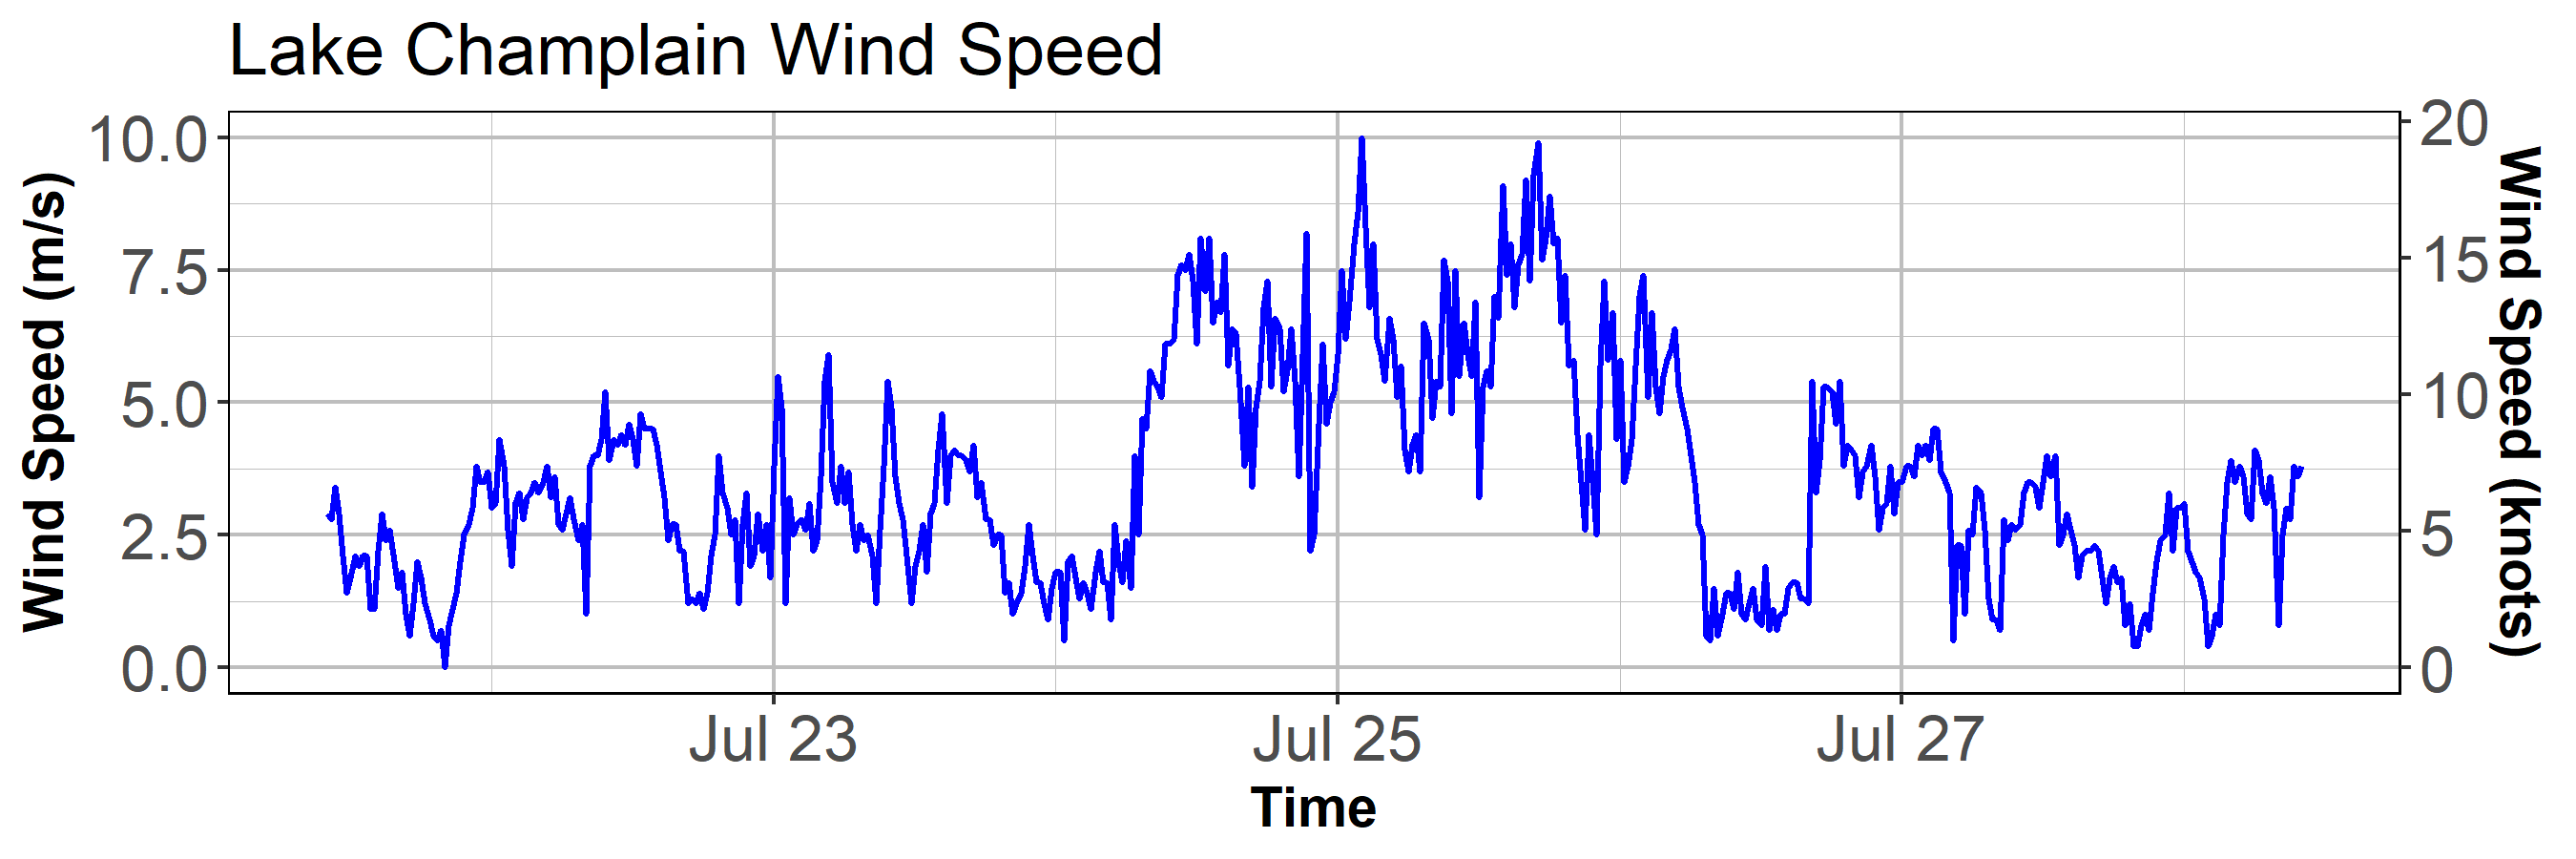 Lake Champlain Wind Speed
Wind Speed (m/s)
10.0
7.5
5.0
2.5
0.0
20
15
10
5
0
Wind Speed (knots)
Jul 23
Jul 25
Jul 27
Time